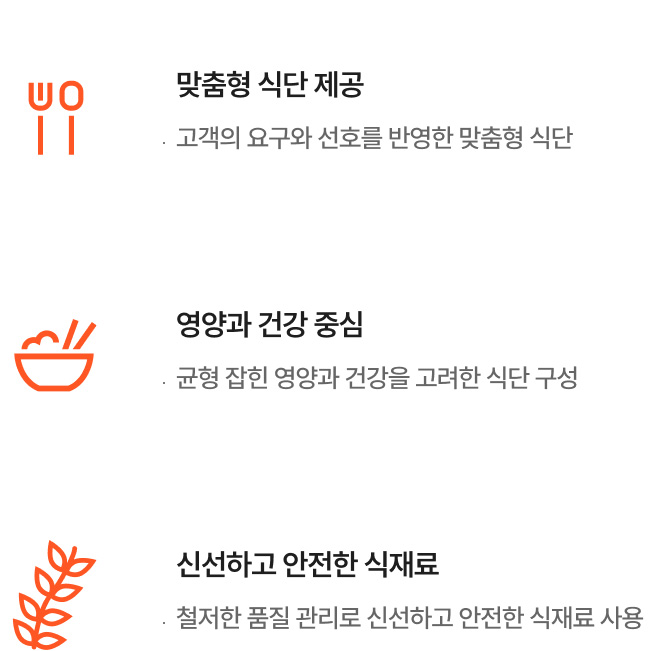 맞춤형 식단 제공
· 고객의 요구와 선호를 반영한 맞춤형 식단
영양과 건강 중심
· 균형 잡힌 영양과 건강을 고려한 식단 구성
신선하고 안전한 식재료
· 철저한 품질 관리로 신선하고 안전한 식재료 사용